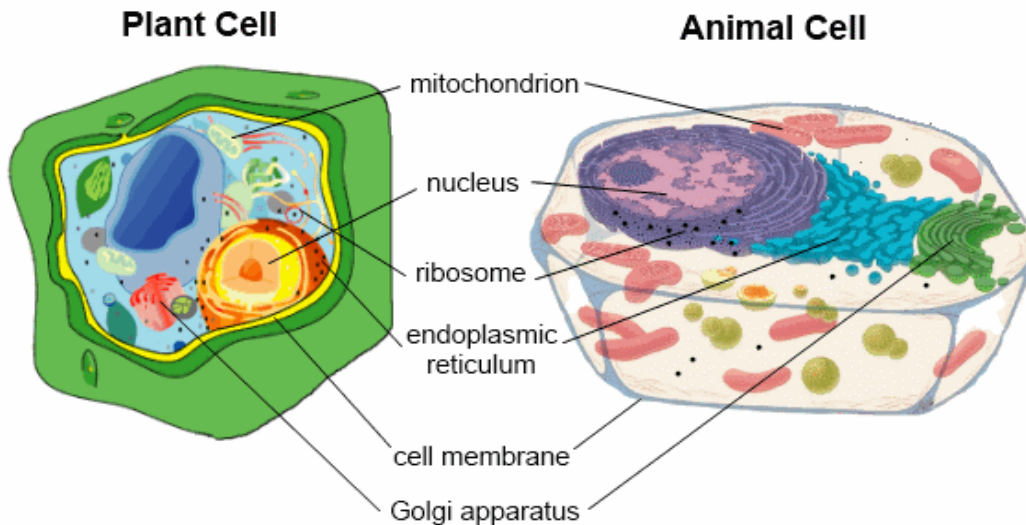 Plant Cell
Animal Cell
mitochondrion
nucleus
ribosome
endoplasmic
reticulum
cell membrane
Golgi apparatus